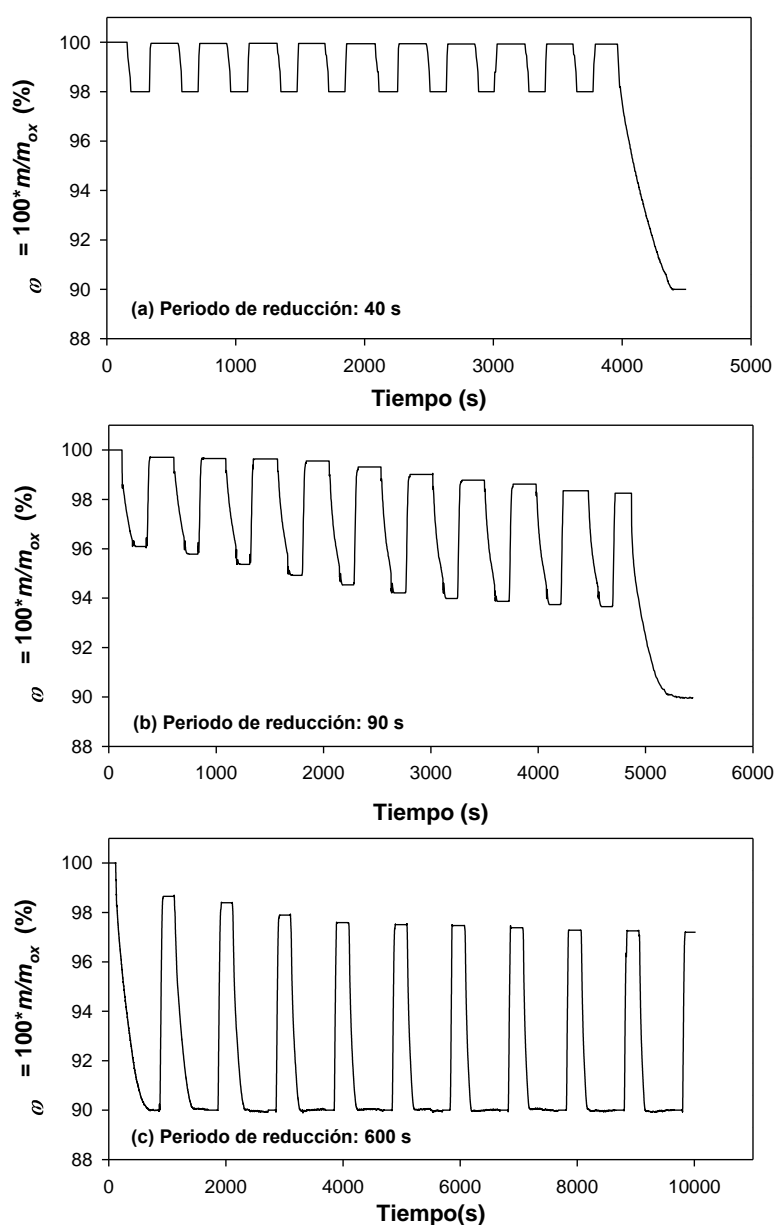 100
98
96
94
92
90
88
ω = 100*m/m_ox (%)
(a) Periodo de reducción: 40 s
0 1000 2000 3000 4000 5000
Tiempo (s)
100
98
96
94
92
90
88
ω = 100*m/m_ox (%)
(b) Periodo de reducción: 90 s
0 1000 2000 3000 4000 5000 6000
Tiempo (s)
100
98
96
94
92
90
88
ω = 100*m/m_ox (%)
(c) Periodo de reducción: 600 s
0 2000 4000 6000 8000 10000
Tiempo(s)